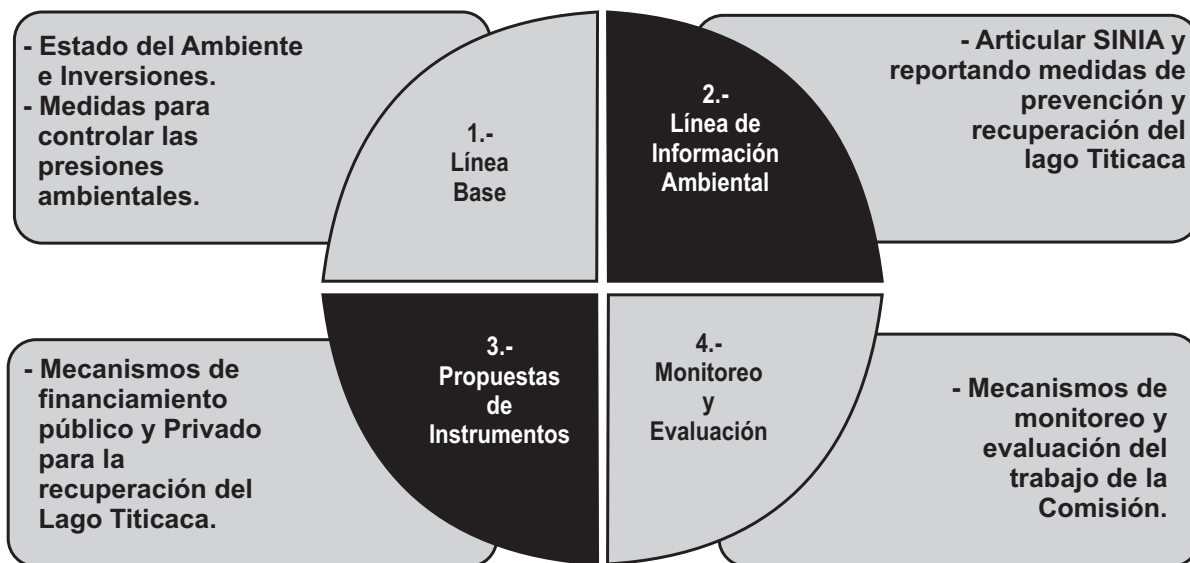 - Estado del Ambiente
e Inversiones.
- Medidas para
controlar las
presiones
ambientales.
1.-
Línea
Base
2.-
Línea de
Información
Ambiental
- Articular SINIA y
reportando medidas de
prevención y
recuperación del
lago Titicaca
- Mecanismos de
financiamiento
público y Privado
para la
recuperación del
Lago Titicaca.
3.-
Propuestas
de
Instrumentos
4.-
Monitoreo
y
Evaluación
- Mecanismos de
monitoreo y
evaluación del
trabajo de la
Comisión.